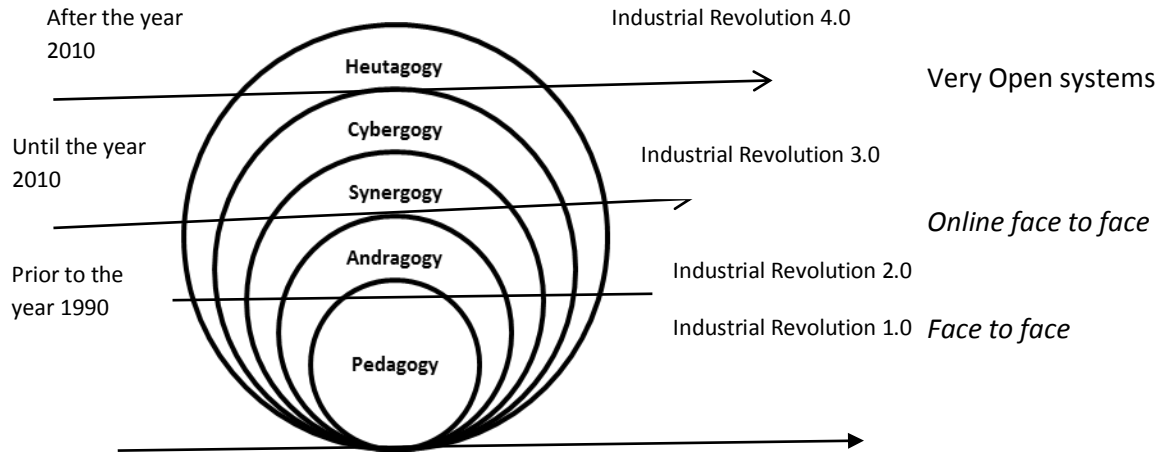 After the year
2010
Industrial Revolution 4.0
Heutagogy
Very Open systems
Cybergogy
Until the year
2010
Industrial Revolution 3.0
Synergogy
Online face to face
Andragogy
Prior to the
year 1990
Industrial Revolution 2.0
Industrial Revolution 1.0
Face to face
Pedagogy